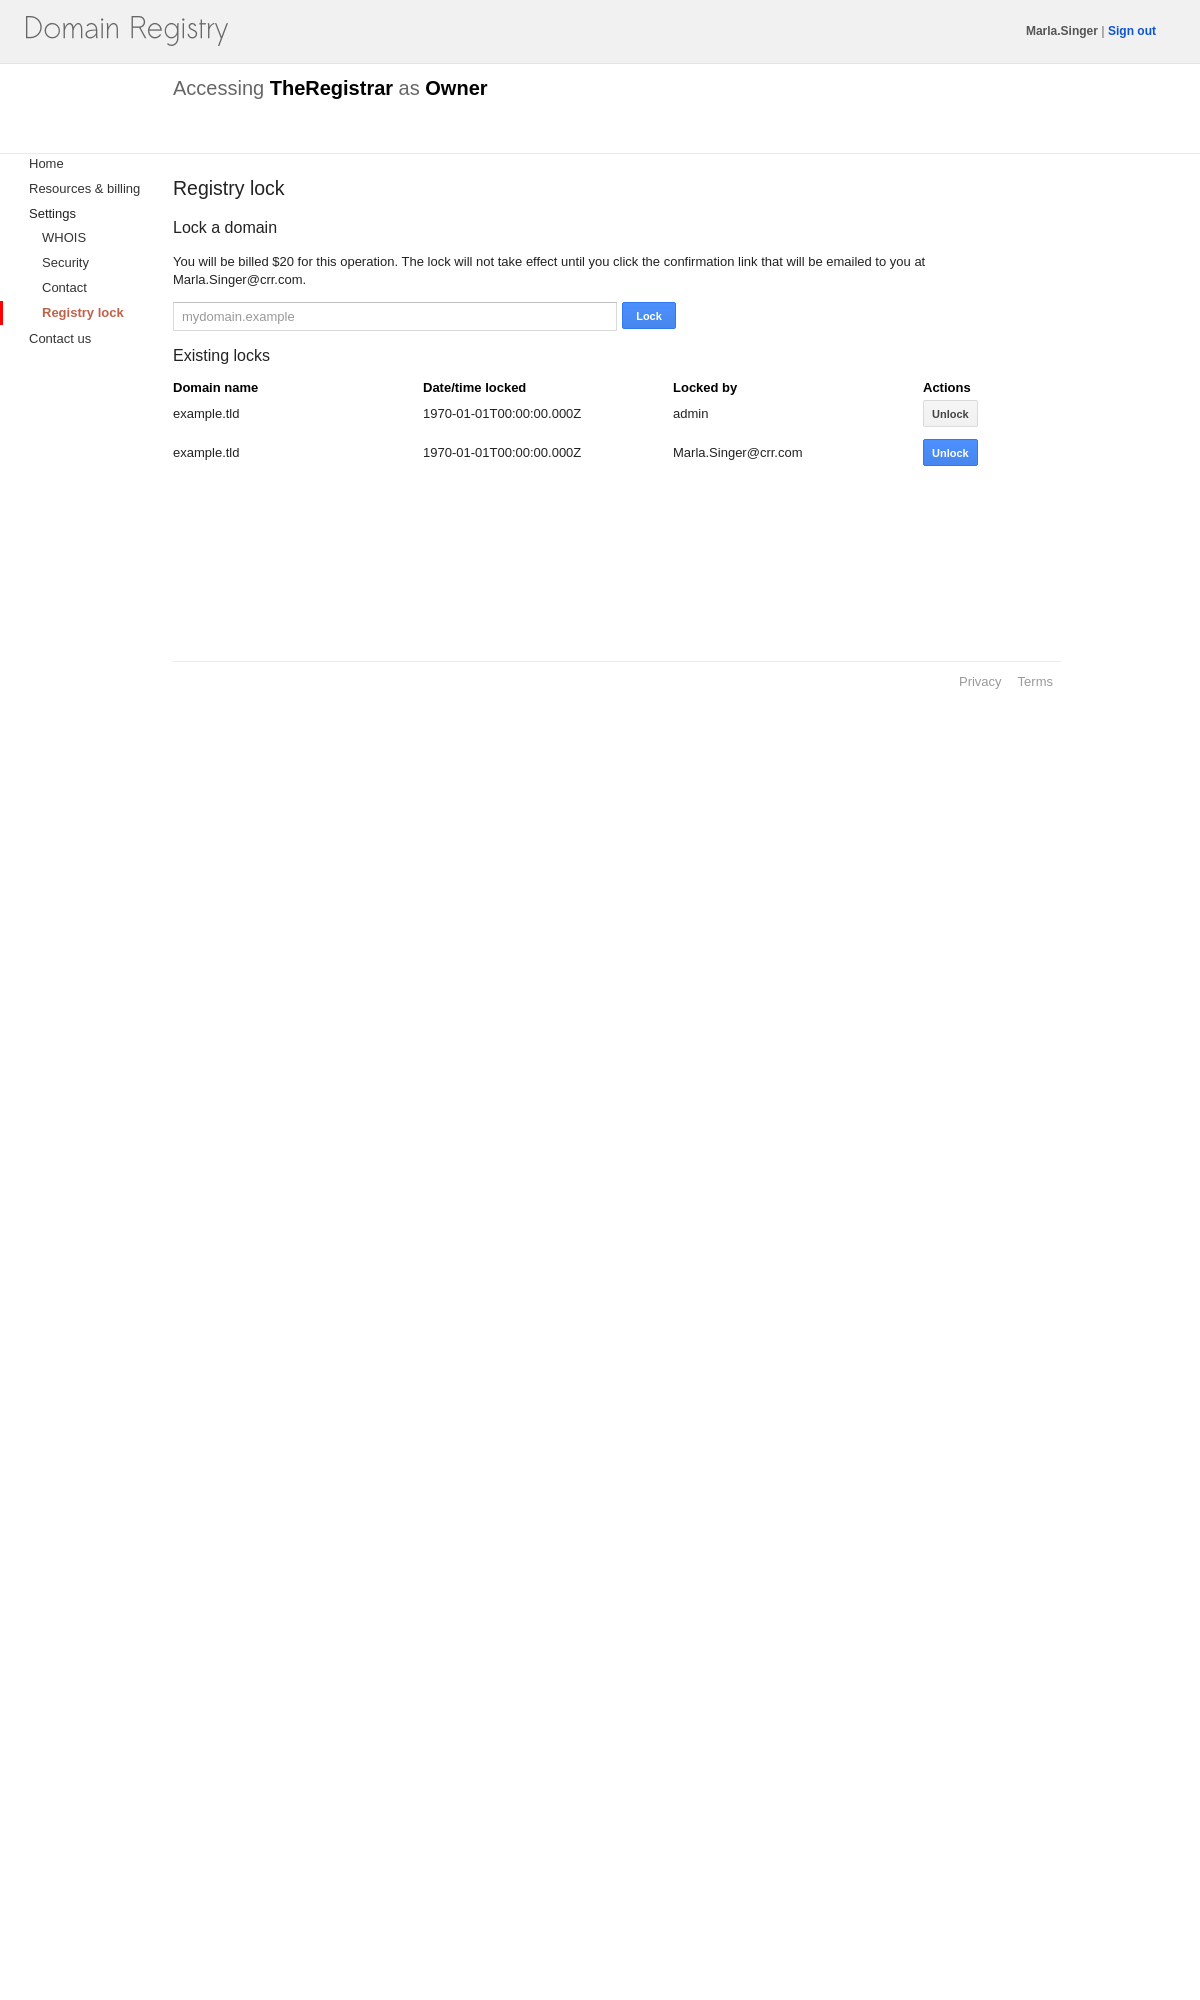 Domain Registry
Marla.Singer | Sign out
Accessing TheRegistrar as Owner
Home
Resources & billing
Settings
WHOIS
Security
Contact
Registry lock
Contact us
Registry lock
Lock a domain
You will be billed $20 for this operation. The lock will not take effect until you click the confirmation link that will be emailed to you at
Marla.Singer@crr.com.
mydomain.example Lock
Existing locks
Domain name Date/time locked Locked by Actions
example.tld 1970-01-01T00:00:00.000Z admin Unlock
example.tld 1970-01-01T00:00:00.000Z Marla.Singer@crr.com Unlock
Privacy Terms